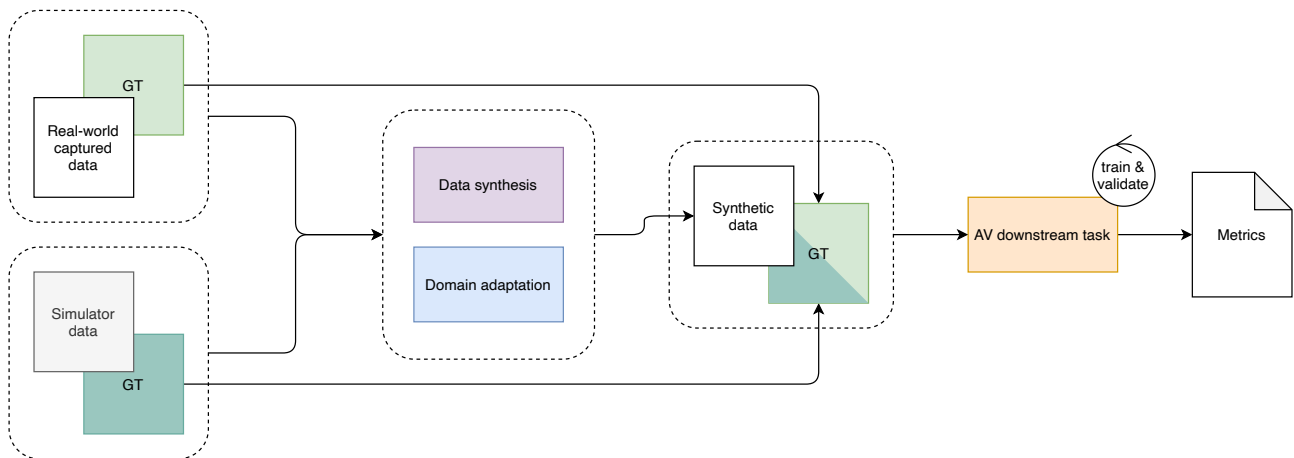 GT
Real-world
captured
data
Simulator
data
GT
Data synthesis
Domain adaptation
Synthetic
data
GT
AV downstream task
train &
validate
Metrics